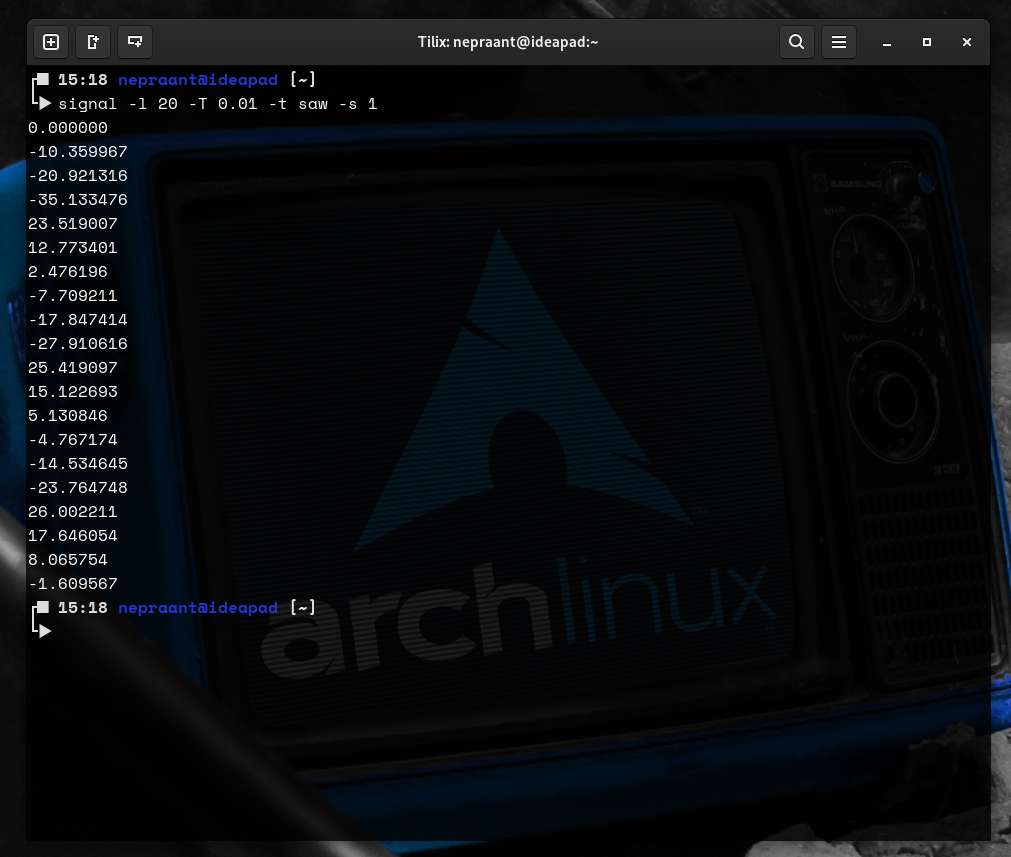 Tilix: nepraant@ideapad:~
15:18 nepraant@ideapad [~]
signal -l 20 -T 0.01 -t saw -s 1
0.000000
-10.359967
-20.921316
-35.133476
23.519007
12.773401
2.476196
-7.709211
-17.847414
-27.910616
25.419097
15.122693
5.130846
-4.767174
-14.534645
-23.764748
26.002211
17.646054
8.065754
-1.609567
15:18 nepraant@ideapad [~]
SAMSUNG
VHF
UHF
archlinux
TM